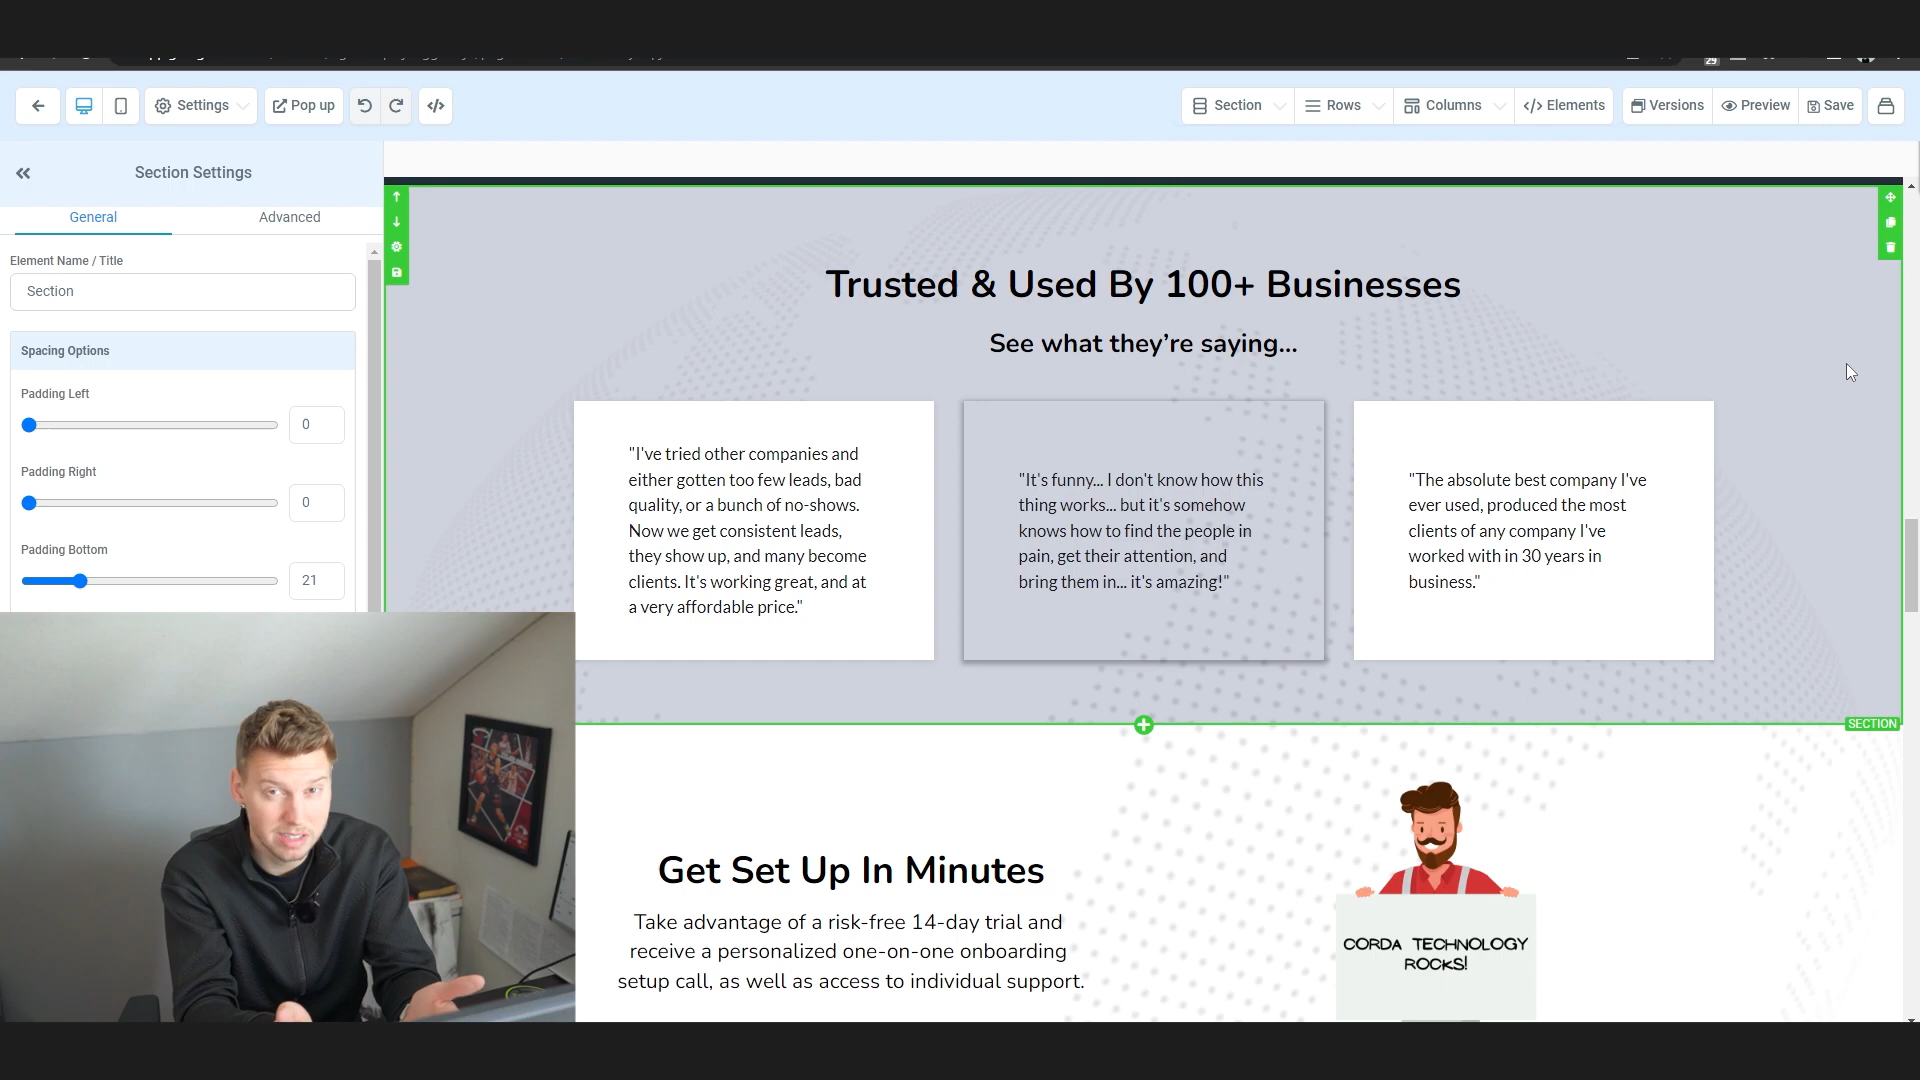 29
Settings
Pop up
Section
Rows
Columns
</> Elements
Versions
Preview
Save
Section Settings
General
Advanced
Element Name / Title
Section
Spacing Options
Padding Left
0
Padding Right
0
Padding Bottom
21
Trusted & Used By 100+ Businesses
See what they’re saying...
"I've tried other companies and
either gotten too few leads, bad
quality, or a bunch of no-shows.
Now we get consistent leads,
they show up, and many become
clients. It's working great, and at
a very affordable price."
"It's funny... I don't know how this
thing works... but it's somehow
knows how to find the people in
pain, get their attention, and
bring them in... it's amazing!"
"The absolute best company I've
ever used, produced the most
clients of any company I've
worked with in 30 years in
business."
SECTION
Get Set Up In Minutes
Take advantage of a risk-free 14-day trial and
receive a personalized one-on-one onboarding
setup call, as well as access to individual support.
CORDA TECHNOLOGY
ROCKS!